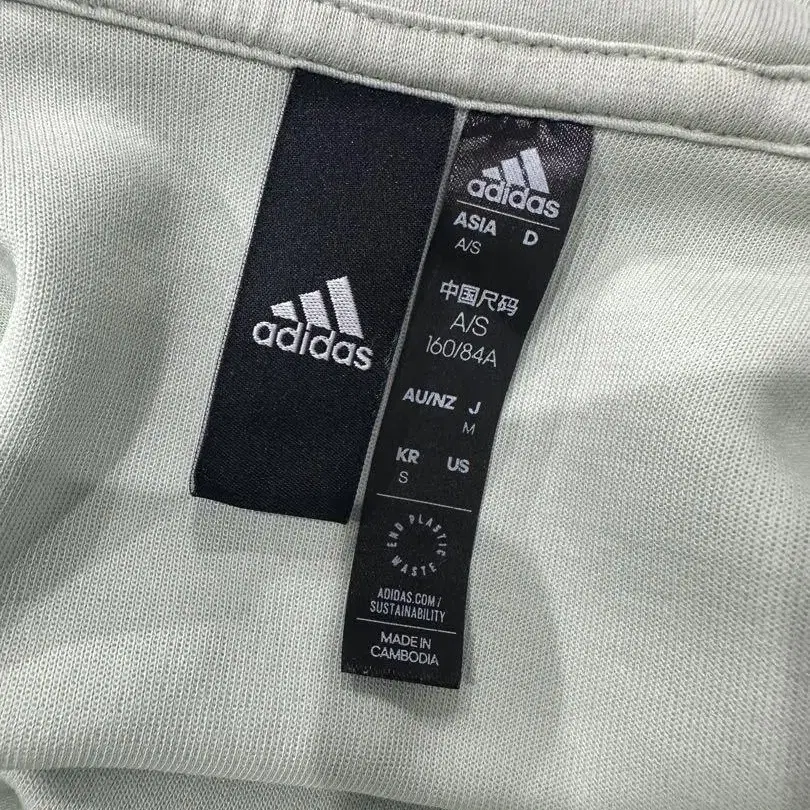 adidas
adidas
ASIA D
A/S
中国尺码
A/S
160/84A
AU/NZ J
M
KR US
S
END PLASTIC WASTE
ADIDAS.COM/
SUSTAINABILITY
MADE IN
CAMBODIA